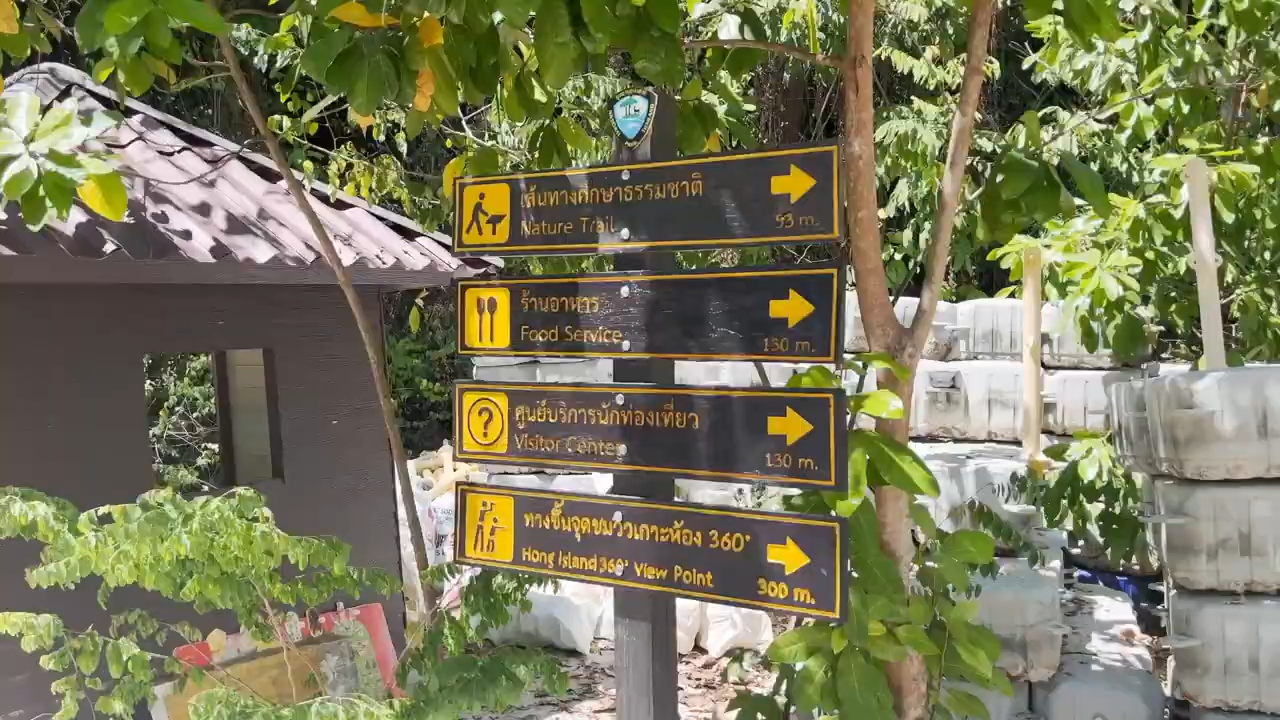 เส้นทางศึกษาธรรมชาติ
Nature Trail
93 m.
ร้านอาหาร
Food Service
130 m.
ศูนย์บริการนักท่องเที่ยว
Visitor Center
130 m.
ทางขึ้นจุดชมวิวเกาะห้อง 360°
Hong Island 360° View Point
300 m.